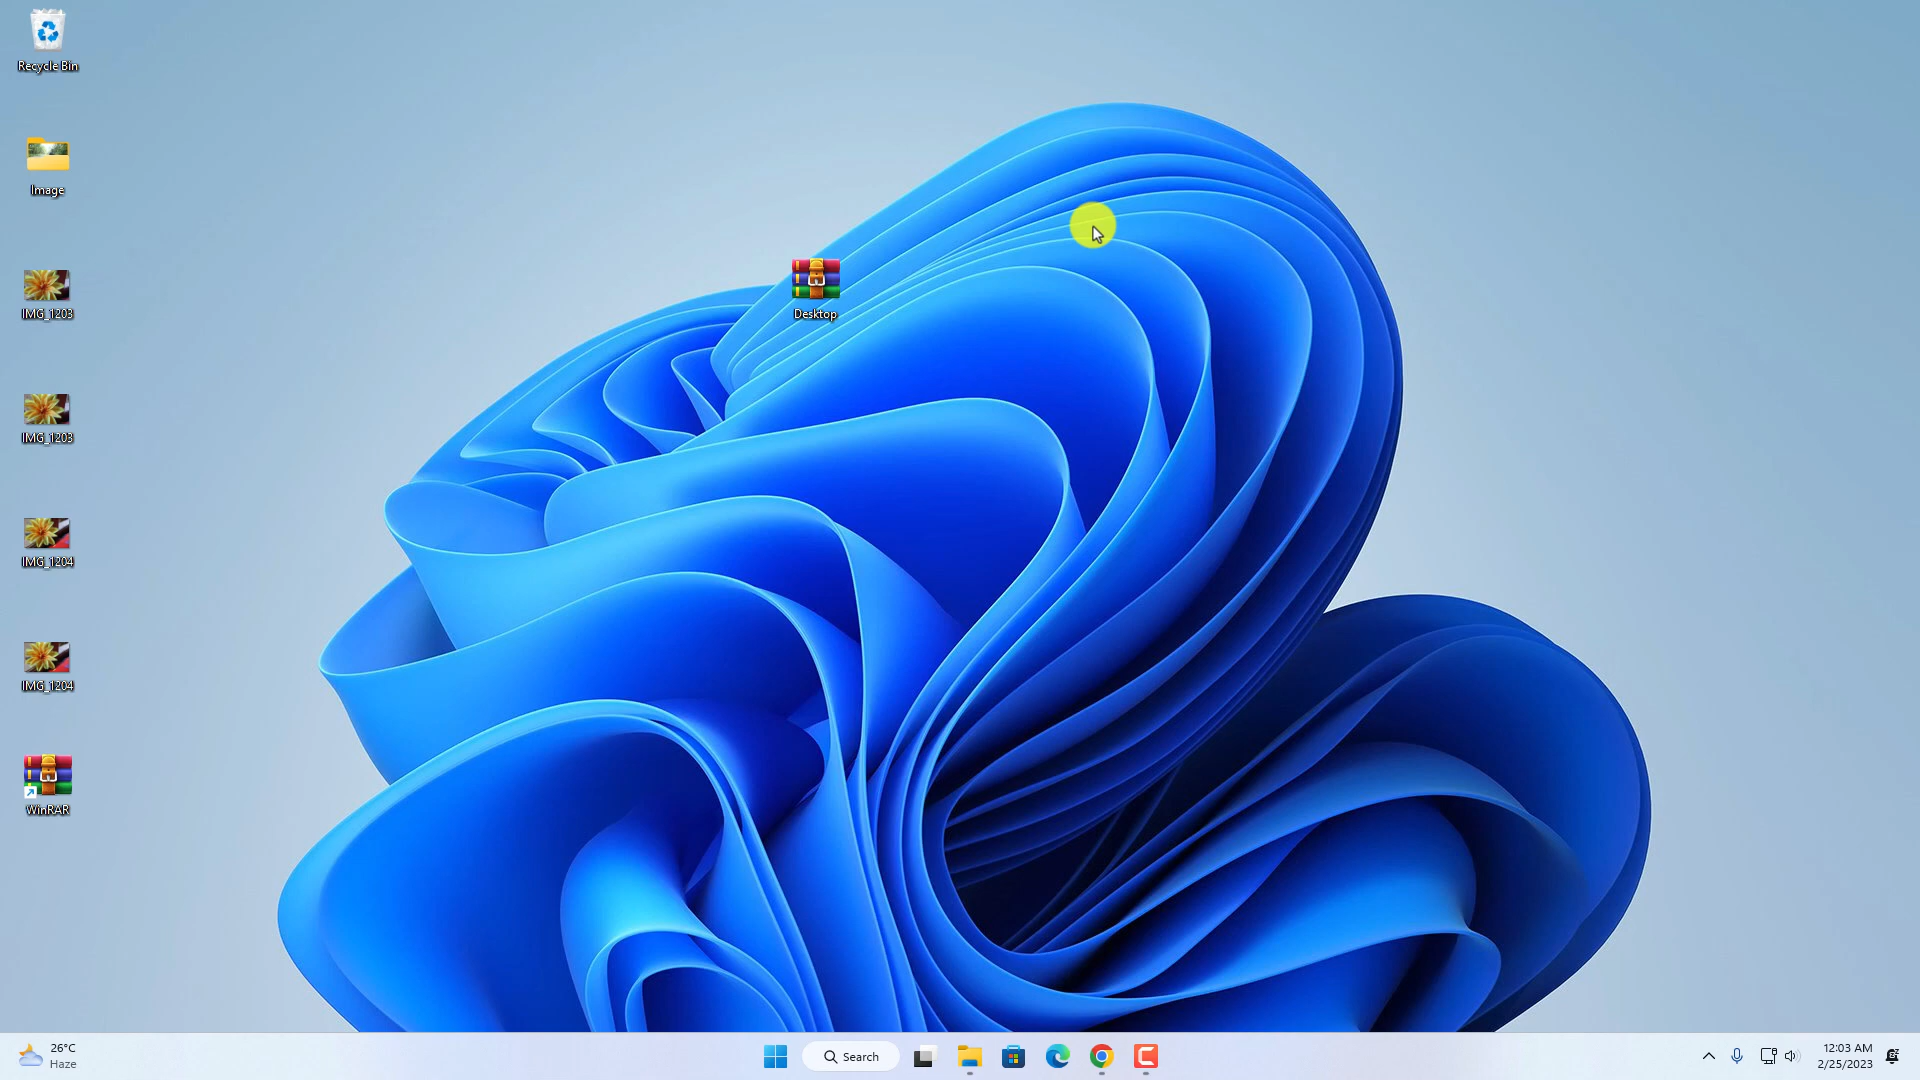 Recycle Bin
Image
IMG_1203
IMG_1203
IMG_1204
IMG_1204
WinRAR
Desktop
26°C
Haze
Search
12:03 AM
2/25/2023